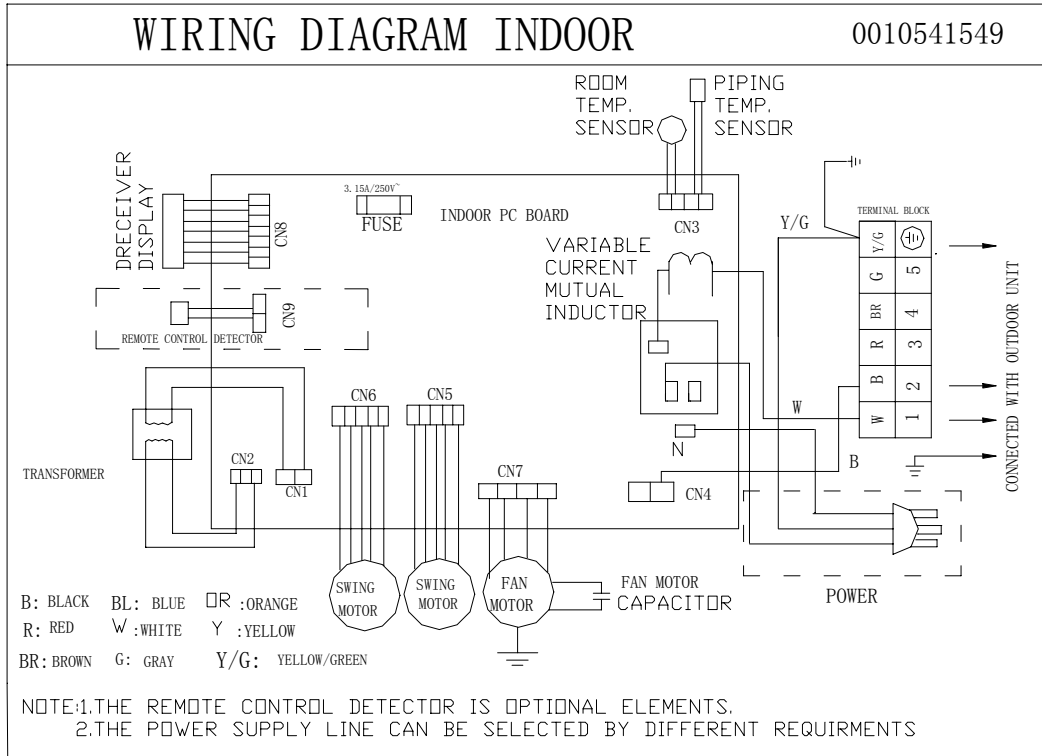 WIRING DIAGRAM INDOOR
0010541549
ROOM
TEMP.
SENSOR
PIPING
TEMP.
SENSOR
DRECEIVER
DISPLAY
CN8
3.15A/250V~
FUSE
INDOOR PC BOARD
CN3
VARIABLE
CURRENT
MUTUAL
INDUCTOR
Y/G
TERMINAL BLOCK
Y/G
G 5
BR 4
R 3
B 2
W 1
CONNECTED WITH OUTDOOR UNIT
CN9
REMOTE CONTROL DETECTOR
TRANSFORMER
CN2
CN1
CN6
CN5
CN7
N
W
B
CN4
SWING
MOTOR
SWING
MOTOR
FAN
MOTOR
FAN MOTOR
CAPACITOR
POWER
B: BLACK BL: BLUE OR :ORANGE
R: RED W :WHITE Y :YELLOW
BR: BROWN G: GRAY Y/G: YELLOW/GREEN
NOTE:1.THE REMOTE CONTROL DETECTOR IS OPTIONAL ELEMENTS.
2.THE POWER SUPPLY LINE CAN BE SELECTED BY DIFFERENT REQUIRMENTS